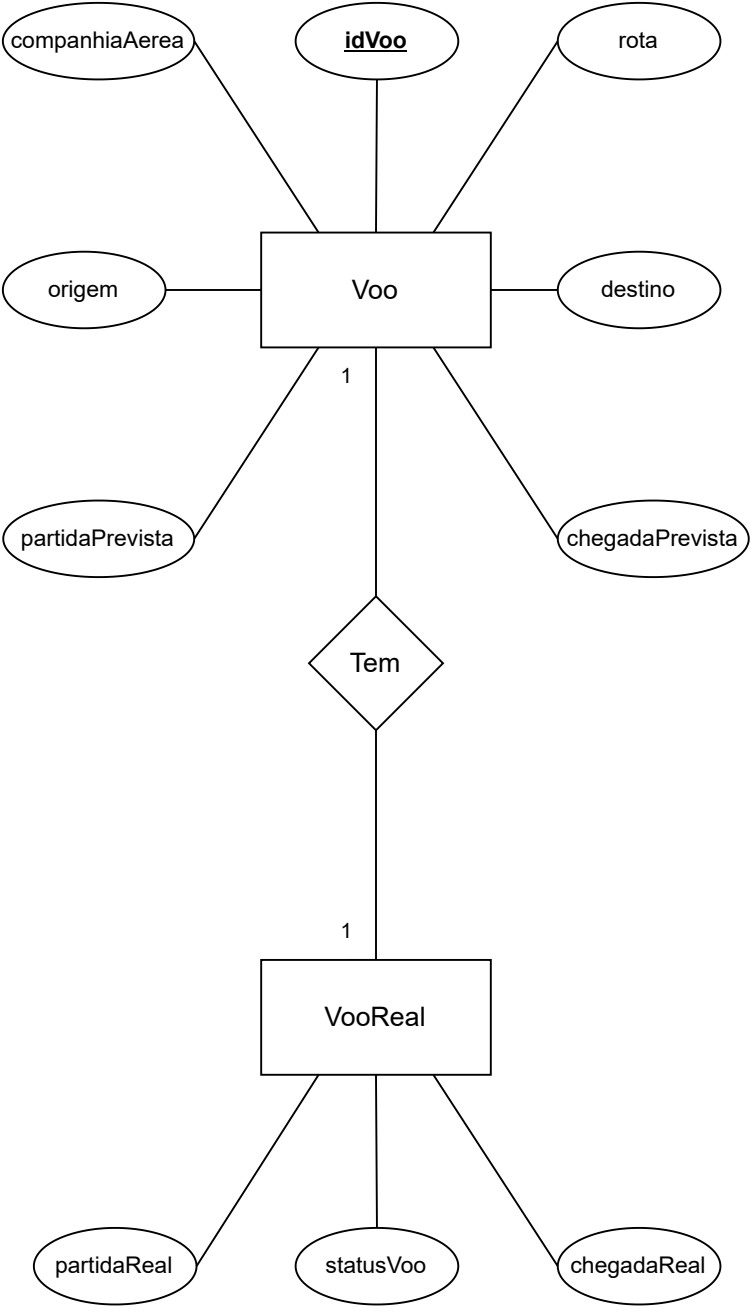 companhiaAerea
idVoo
rota
origem
Voo
destino
1
partidaPrevista
chegadaPrevista
Tem
1
VooReal
partidaReal
statusVoo
chegadaReal